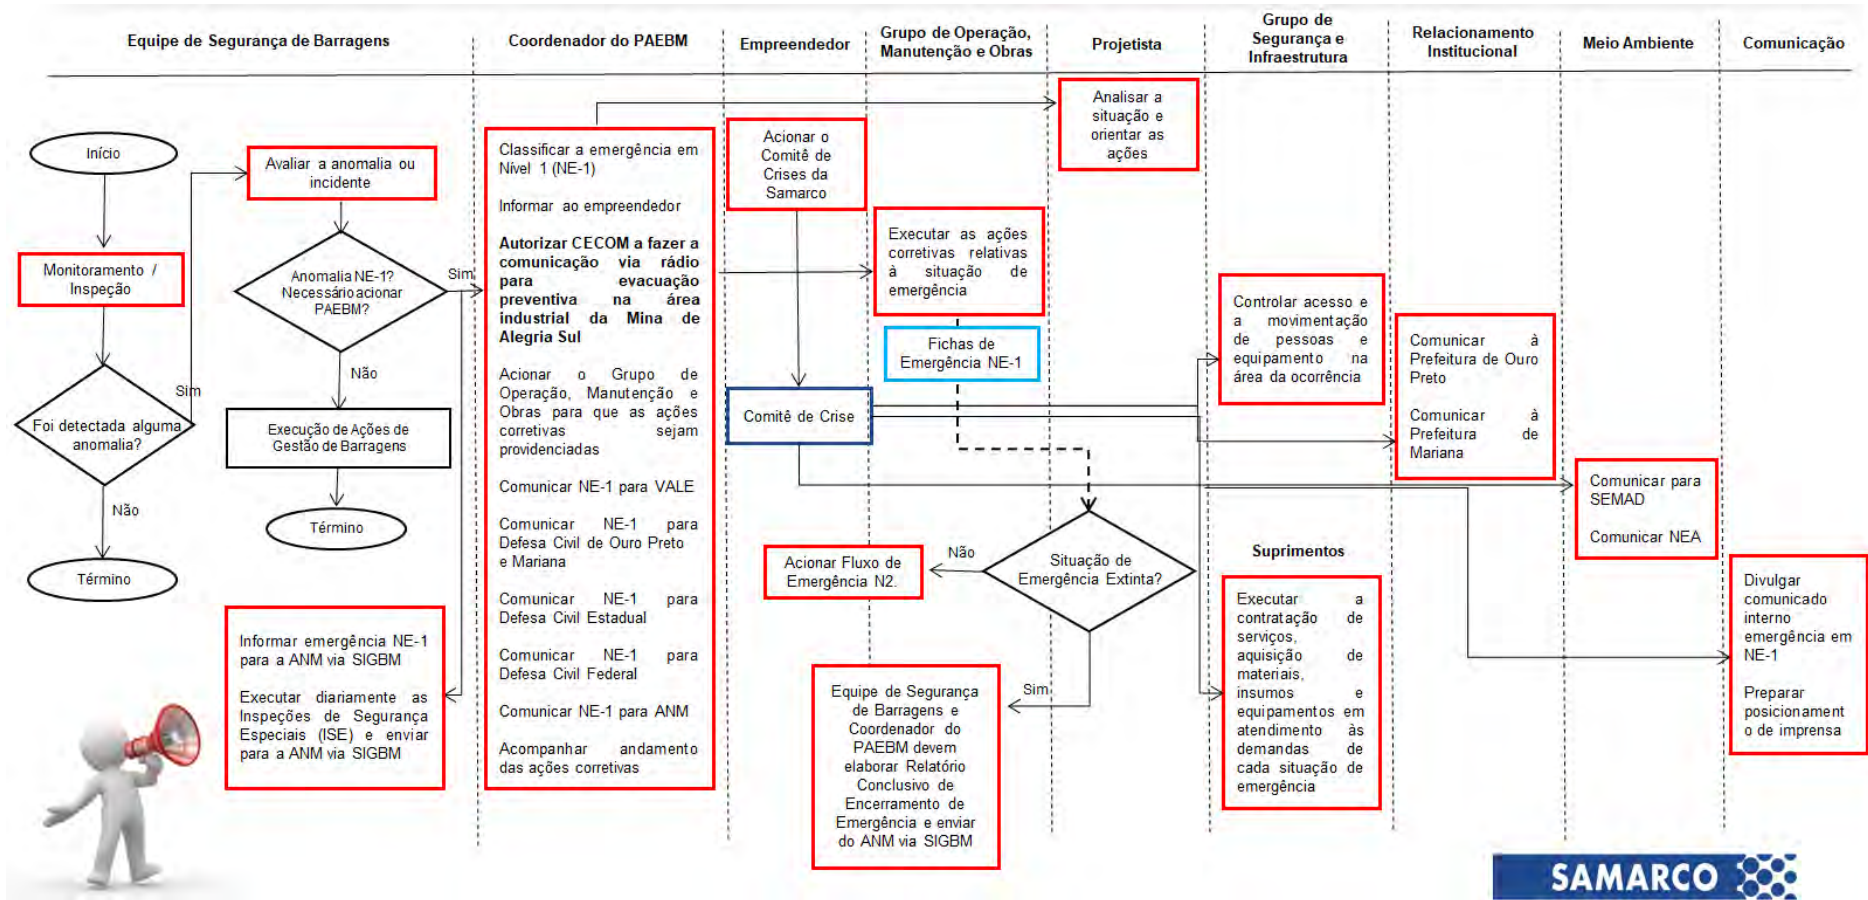 Equipe de Segurança de Barragens
Coordenador do PAEBM
Empreendedor
Grupo de Operação,
Manutenção e Obras
Projetista
Grupo de
Segurança e
Infraestrutura
Relacionamento
Institucional
Meio Ambiente
Comunicação
Início
Monitoramento /
Inspeção
Foi detectada alguma
anomalia?
Sim
Não
Término
Avaliar a anomalia ou
incidente
Anomalia NE-1?
Necessário acionar
PAEBM?
Sim
Não
Execução de Ações de
Gestão de Barragens
Término
Informar emergência NE-1
para a ANM via SIGBM
Executar diariamente as
Inspeções de Segurança
Especiais (ISE) e enviar
para a ANM via SIGBM
Classificar a emergência em
Nível 1 (NE-1)
Informar ao empreendedor
Autorizar CECOM a fazer a
comunicação via rádio
para evacuação
preventiva na área
industrial da Mina de
Alegria Sul
Acionar o Grupo de
Operação, Manutenção e
Obras para que as ações
corretivas sejam
providenciadas
Comunicar NE-1 para VALE
Comunicar NE-1 para
Defesa Civil de Ouro Preto
e Mariana
Comunicar NE-1 para
Defesa Civil Estadual
Comunicar NE-1 para
Defesa Civil Federal
Comunicar NE-1 para ANM
Acompanhar andamento
das ações corretivas
Acionar o
Comitê de
Crises da
Samarco
Comitê de Crise
Executar as ações
corretivas relativas
à situação de
emergência
Fichas de
Emergência NE-1
Analisar a
situação e
orientar as
ações
Situação de
Emergência Extinta?
Não
Acionar Fluxo de
Emergência N2.
Sim
Equipe de Segurança
de Barragens e
Coordenador do
PAEBM devem
elaborar Relatório
Conclusivo de
Encerramento de
Emergência e enviar
do ANM via SIGBM
Controlar acesso e
a movimentação
de pessoas e
equipamento na
área da ocorrência
Suprimentos
Executar a
contratação de
serviços,
aquisição de
materiais,
insumos e
equipamentos em
atendimento às
demandas de
cada situação de
emergência
Comunicar à
Prefeitura de Ouro
Preto
Comunicar à
Prefeitura de
Mariana
Comunicar para
SEMAD
Comunicar NEA
Divulgar
comunicado
interno
emergência em
NE-1
Preparar
posicionament
o de imprensa
SAMARCO